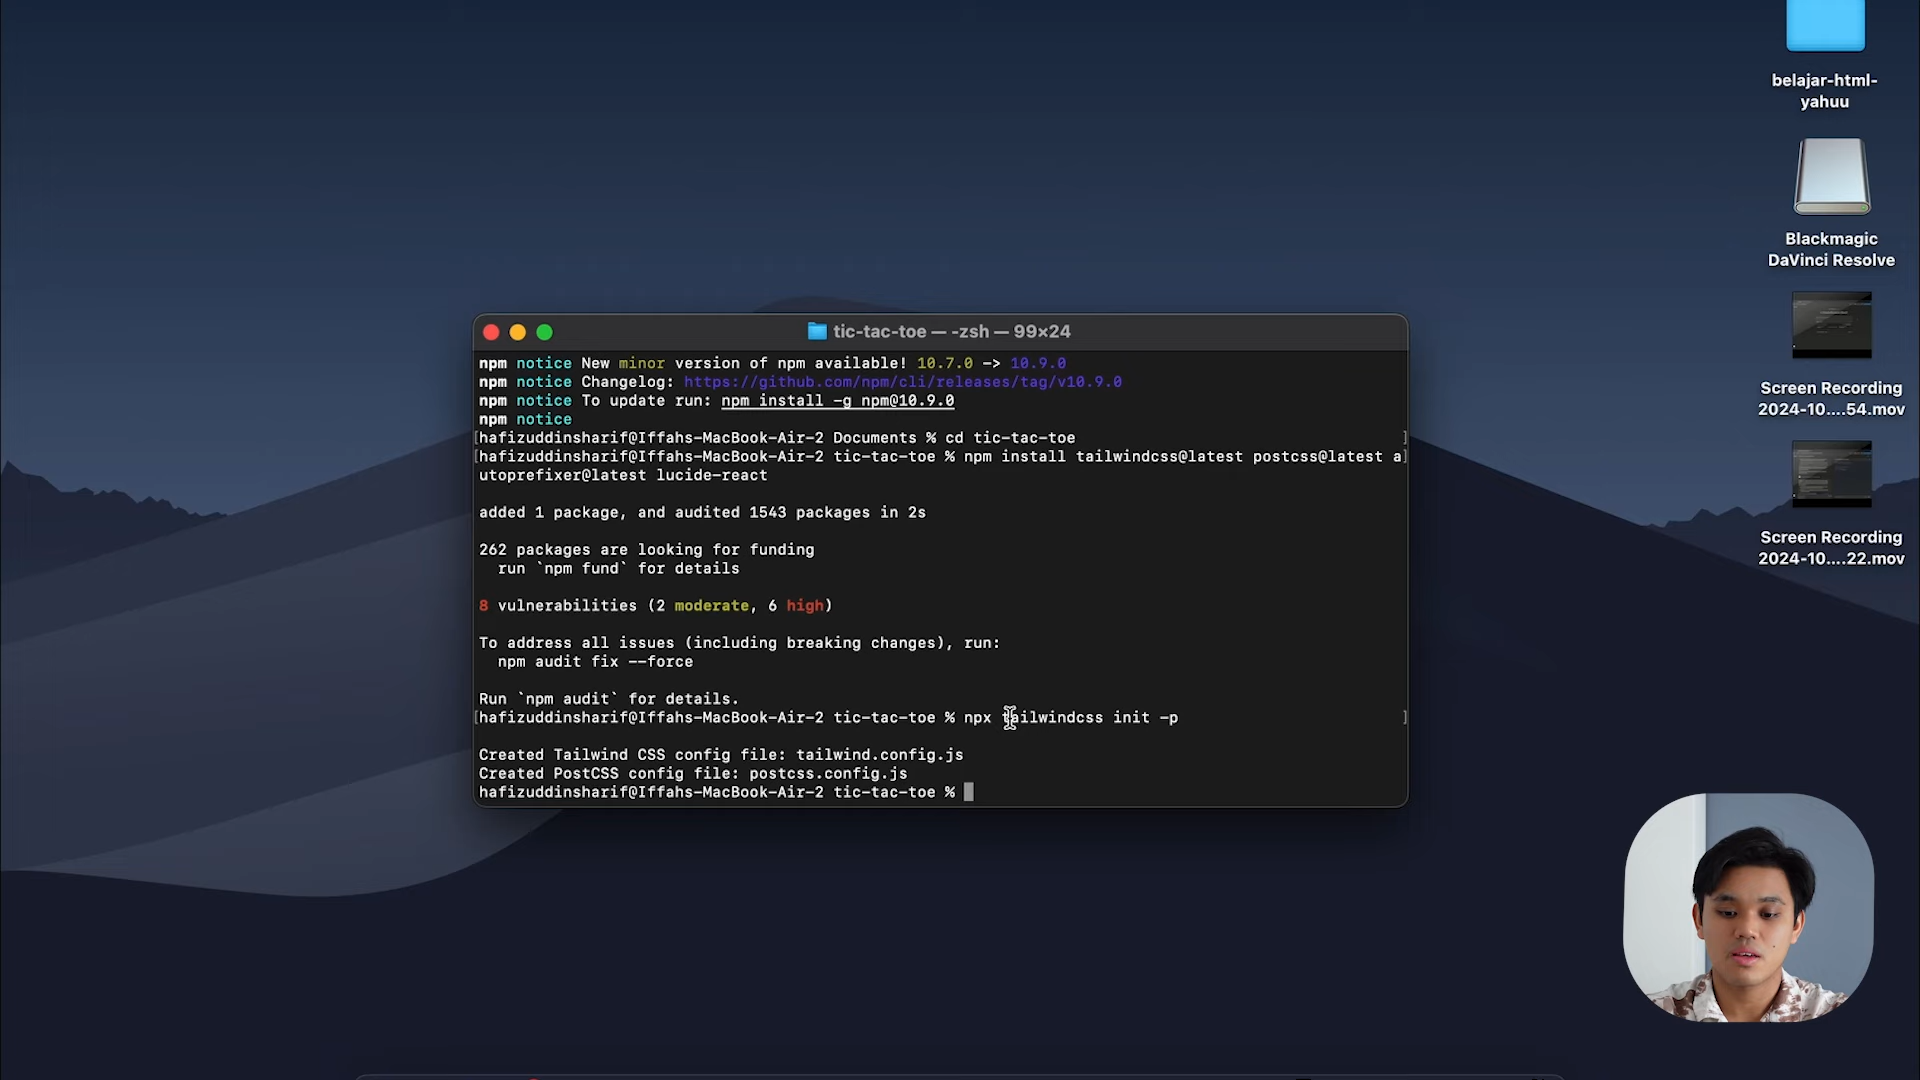 belajar-html-
yahuu
Blackmagic
DaVinci Resolve
Screen Recording
2024-10....54.mov
Screen Recording
2024-10....22.mov
tic-tac-toe — -zsh — 99×24
npm notice New minor version of npm available! 10.7.0 -> 10.9.0
npm notice Changelog: https://github.com/npm/cli/releases/tag/v10.9.0
npm notice To update run: npm install -g npm@10.9.0
npm notice
[hafizuddinsharif@Iffahs-MacBook-Air-2 Documents % cd tic-tac-toe ]
[hafizuddinsharif@Iffahs-MacBook-Air-2 tic-tac-toe % npm install tailwindcss@latest postcss@latest a]
utoprefixer@latest lucide-react
added 1 package, and audited 1543 packages in 2s
262 packages are looking for funding
run `npm fund` for details
8 vulnerabilities (2 moderate, 6 high)
To address all issues (including breaking changes), run:
npm audit fix --force
Run `npm audit` for details.
[hafizuddinsharif@Iffahs-MacBook-Air-2 tic-tac-toe % npx tailwindcss init -p ]
Created Tailwind CSS config file: tailwind.config.js
Created PostCSS config file: postcss.config.js
hafizuddinsharif@Iffahs-MacBook-Air-2 tic-tac-toe %